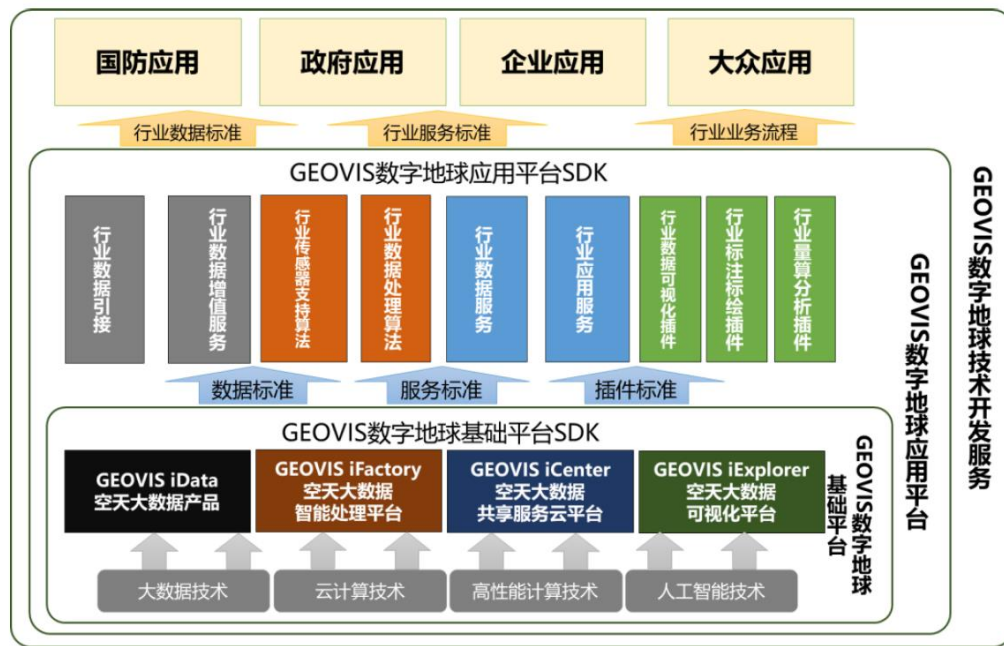 国防应用
政府应用
企业应用
大众应用
行业数据标准
行业服务标准
行业业务流程
GEOVIS数字地球应用平台SDK
行业数据引接
行业数据增值服务
行业传感器支持算法
行业数据处理算法
行业数据服务
行业应用服务
行业数据可视化插件
行业标注标绘插件
行业量算分析插件
数据标准
服务标准
插件标准
GEOVIS数字地球基础平台SDK
GEOVIS iData
空天大数据产品
GEOVIS iFactory
空天大数据
智能处理平台
GEOVIS iCenter
空天大数据
共享服务云平台
GEOVIS iExplorer
空天大数据
可视化平台
大数据技术
云计算技术
高性能计算技术
人工智能技术
GEOVIS数字地球
基础平台
GEOVIS数字地球应用平台
GEOVIS数字地球技术开发服务